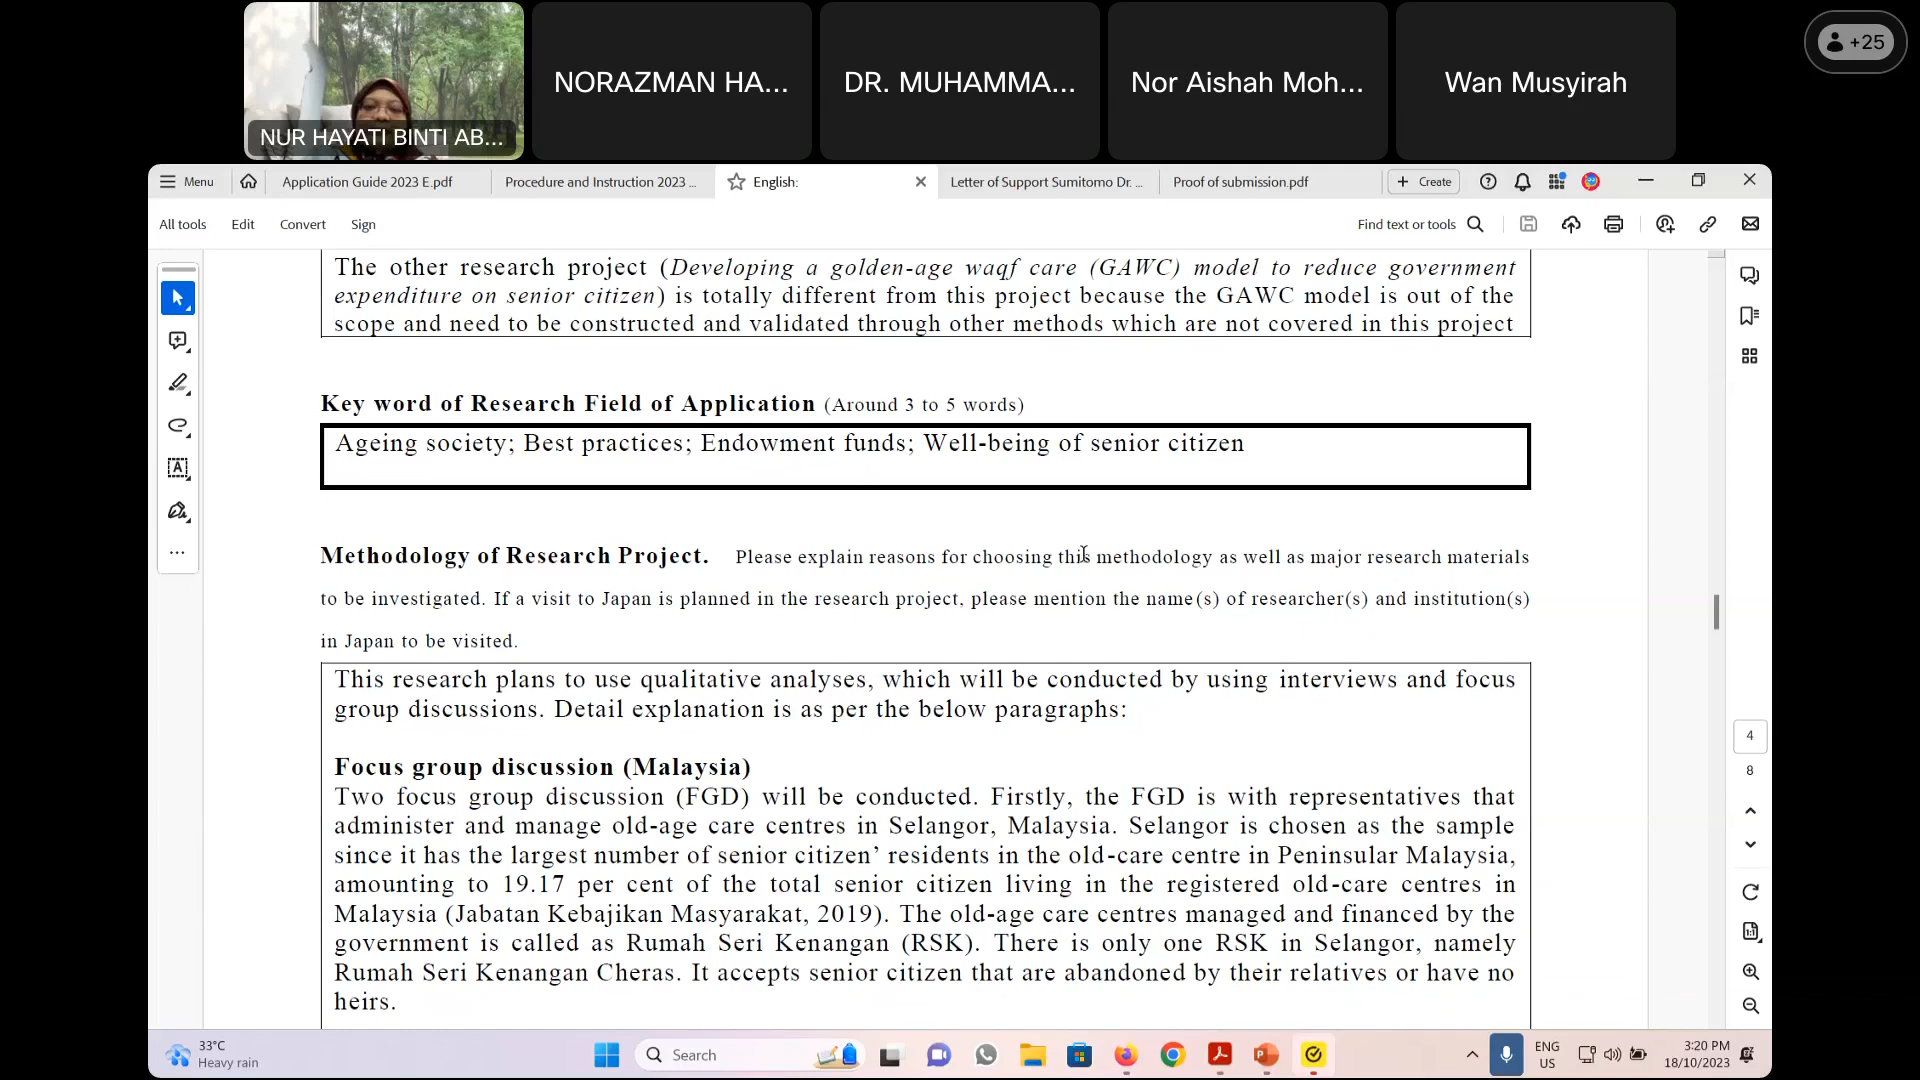 NUR HAYATI BINTI AB...
NORAZMAN HA...
DR. MUHAMMA...
Nor Aishah Moh...
Wan Musyirah
+25
Menu
Application Guide 2023 E.pdf
Procedure and Instruction 2023 ...
English:
Letter of Support Sumitomo Dr. ...
Proof of submission.pdf
Create
All tools
Edit
Convert
Sign
Find text or tools
The other research project (Developing a golden-age waqf care (GAWC) model to reduce government
expenditure on senior citizen) is totally different from this project because the GAWC model is out of the
scope and need to be constructed and validated through other methods which are not covered in this project
Key word of Research Field of Application (Around 3 to 5 words)
Ageing society; Best practices; Endowment funds; Well-being of senior citizen
Methodology of Research Project. Please explain reasons for choosing this methodology as well as major research materials
to be investigated. If a visit to Japan is planned in the research project, please mention the name(s) of researcher(s) and institution(s)
in Japan to be visited.
This research plans to use qualitative analyses, which will be conducted by using interviews and focus
group discussions. Detail explanation is as per the below paragraphs:
Focus group discussion (Malaysia)
Two focus group discussion (FGD) will be conducted. Firstly, the FGD is with representatives that
administer and manage old-age care centres in Selangor, Malaysia. Selangor is chosen as the sample
since it has the largest number of senior citizen’ residents in the old-care centre in Peninsular Malaysia,
amounting to 19.17 per cent of the total senior citizen living in the registered old-care centres in
Malaysia (Jabatan Kebajikan Masyarakat, 2019). The old-age care centres managed and financed by the
government is called as Rumah Seri Kenangan (RSK). There is only one RSK in Selangor, namely
Rumah Seri Kenangan Cheras. It accepts senior citizen that are abandoned by their relatives or have no
heirs.
4
8
33°C
Heavy rain
Search
ENG
US
3:20 PM
18/10/2023